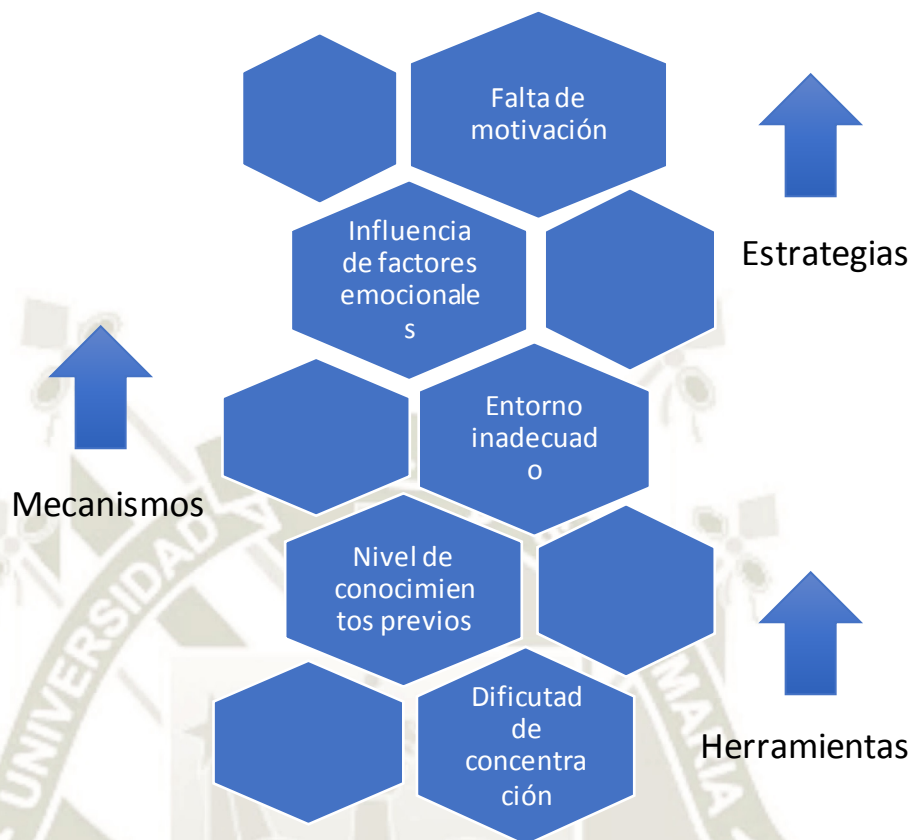 Falta de
motivación
Estrategias
Influencia
de factores
emocionale
s
Mecanismos
Entorno
inadecuad
o
Nivel de
conocimien
tos previos
Herramientas
Dificutad
de
concentra
ción
UNIVERSIDAD
MARIA